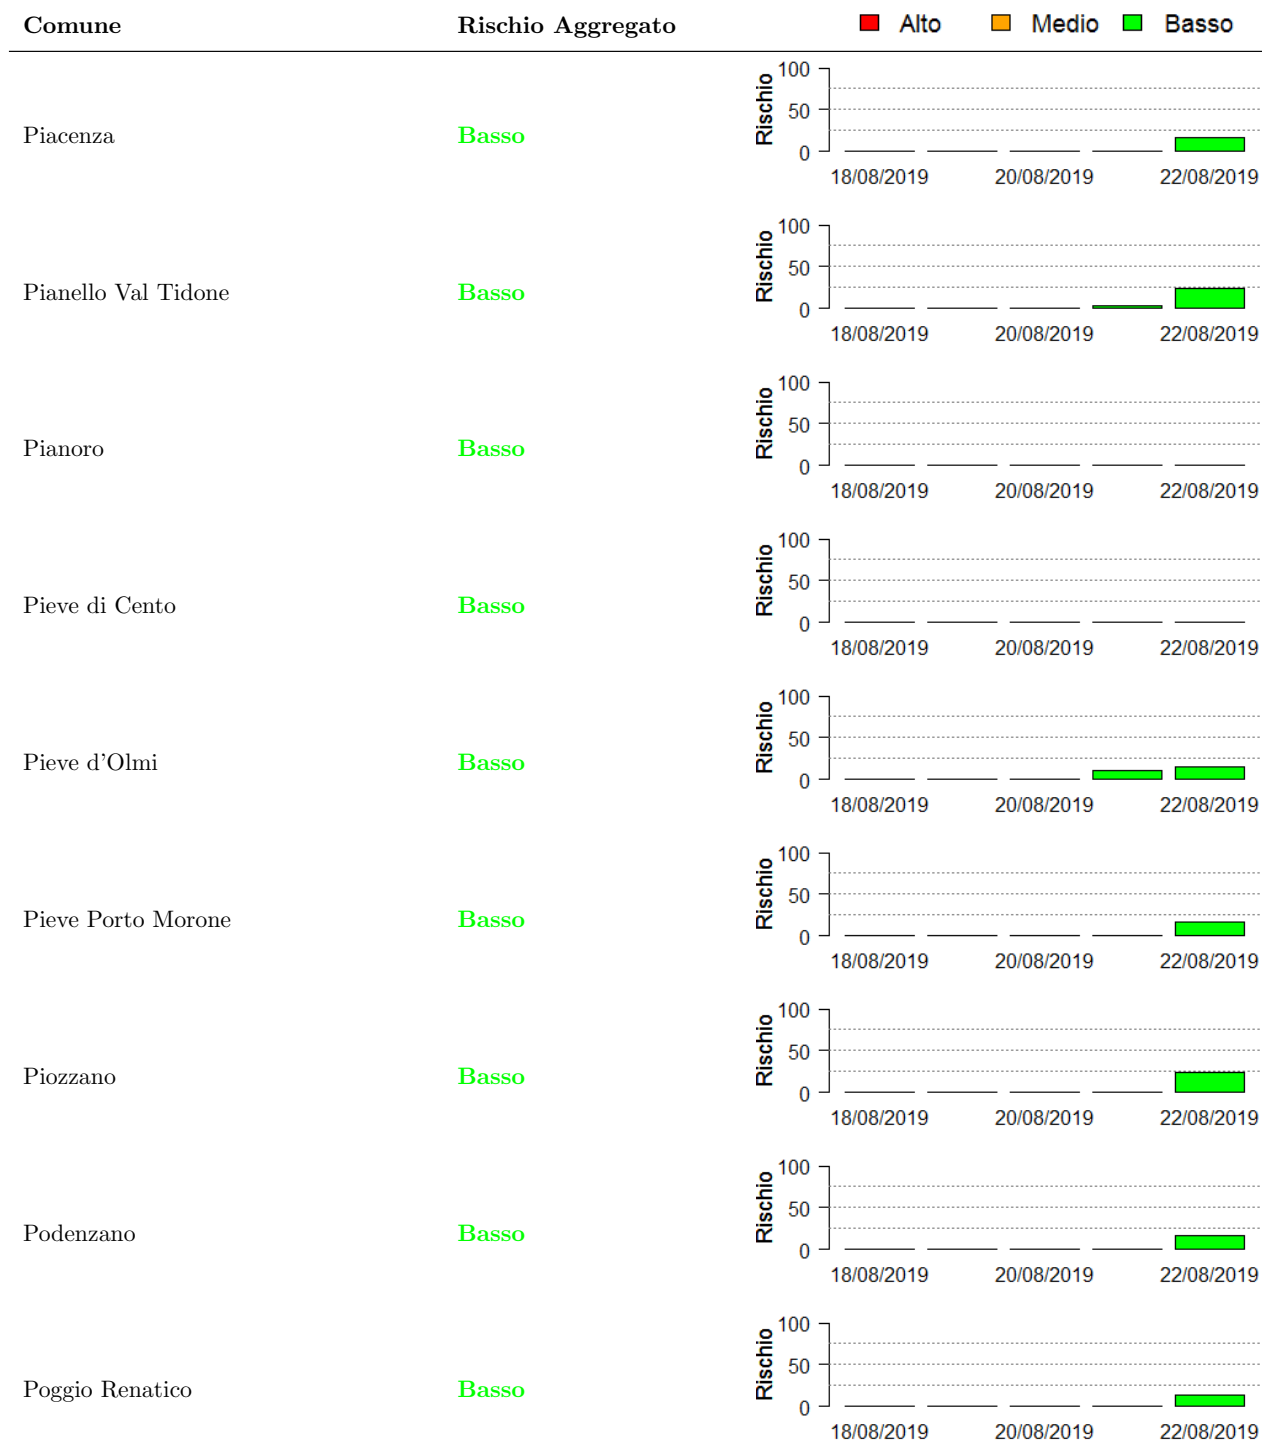 Comune Rischio Aggregato Alto Medio Basso
100
50
0
Rischio
Piacenza Basso
18/08/2019 20/08/2019 22/08/2019
100
50
0
Rischio
Pianello Val Tidone Basso
18/08/2019 20/08/2019 22/08/2019
100
50
0
Rischio
Pianoro Basso
18/08/2019 20/08/2019 22/08/2019
100
50
0
Rischio
Pieve di Cento Basso
18/08/2019 20/08/2019 22/08/2019
100
50
0
Rischio
Pieve d'Olmi Basso
18/08/2019 20/08/2019 22/08/2019
100
50
0
Rischio
Pieve Porto Morone Basso
18/08/2019 20/08/2019 22/08/2019
100
50
0
Rischio
Piozzano Basso
18/08/2019 20/08/2019 22/08/2019
100
50
0
Rischio
Podenzano Basso
18/08/2019 20/08/2019 22/08/2019
100
50
0
Rischio
Poggio Renatico Basso
18/08/2019 20/08/2019 22/08/2019